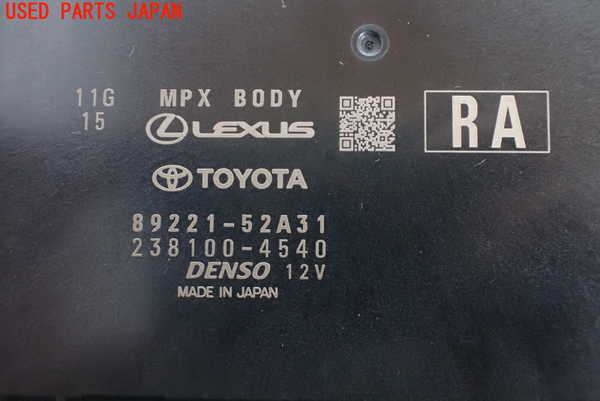 USED PARTS JAPAN
11G MPX BODY
15 LEXUS
RA
TOYOTA
89221-52A31
238100-4540
DENSO 12V
MADE IN JAPAN